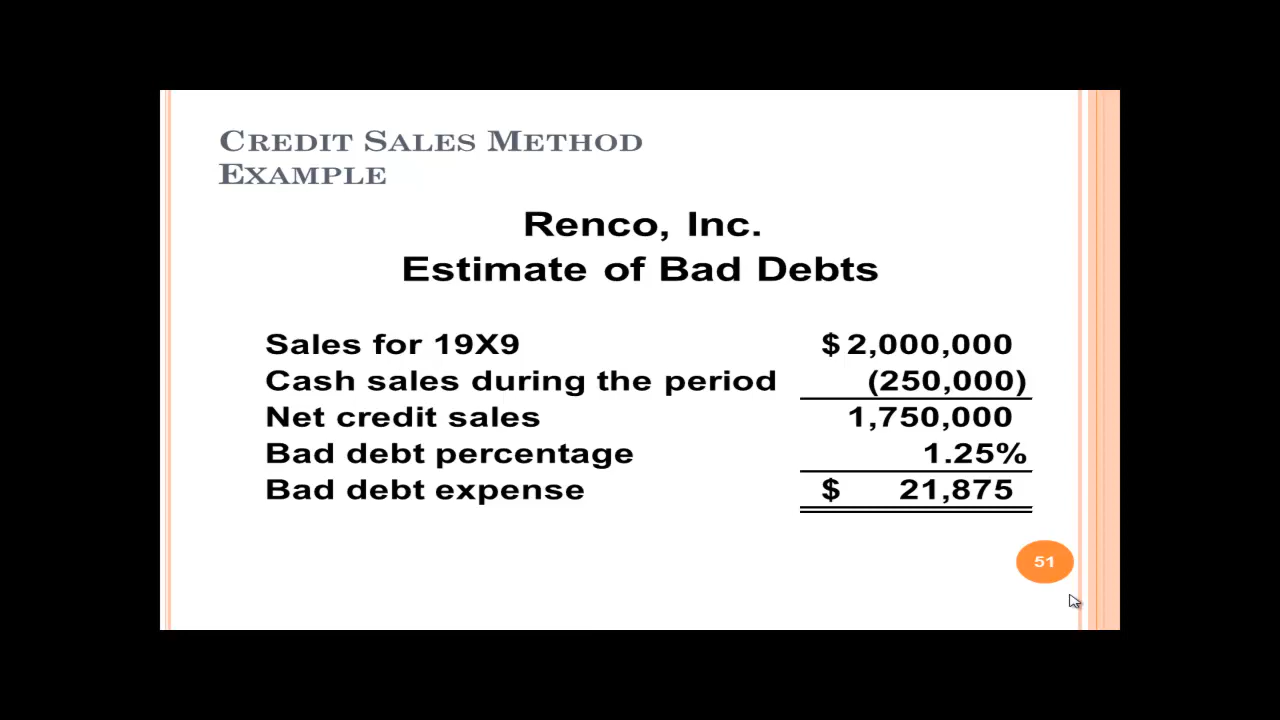 CREDIT SALES METHOD
EXAMPLE
Renco, Inc.
Estimate of Bad Debts
Sales for 19X9 $ 2,000,000
Cash sales during the period (250,000)
Net credit sales 1,750,000
Bad debt percentage 1.25%
Bad debt expense $ 21,875
51